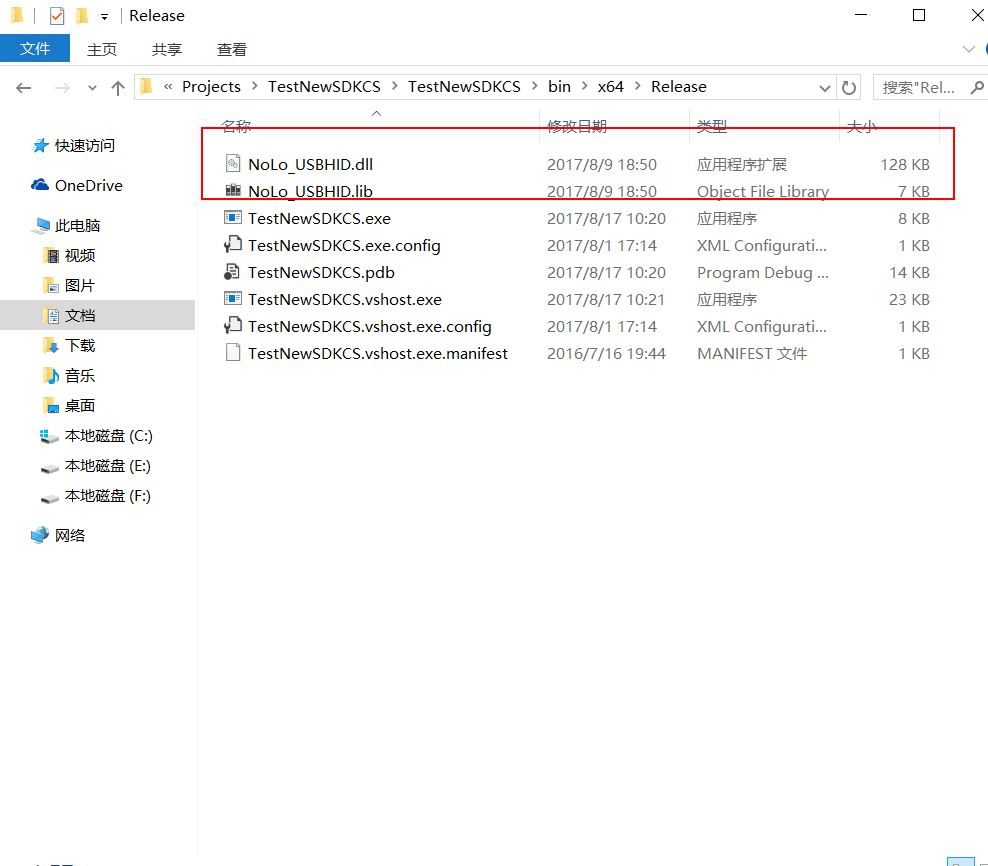 Release
文件 主页 共享 查看
« Projects > TestNewSDKCS > TestNewSDKCS > bin > x64 > Release
搜索"Rel...
名称 修改日期 类型 大小
快速访问
OneDrive
此电脑
视频
图片
文档
下载
音乐
桌面
本地磁盘 (C:)
本地磁盘 (E:)
本地磁盘 (F:)
网络
NoLo_USBHID.dll 2017/8/9 18:50 应用程序扩展 128 KB
NoLo_USBHID.lib 2017/8/9 18:50 Object File Library 7 KB
TestNewSDKCS.exe 2017/8/17 10:20 应用程序 8 KB
TestNewSDKCS.exe.config 2017/8/1 17:14 XML Configurati... 1 KB
TestNewSDKCS.pdb 2017/8/17 10:20 Program Debug ... 14 KB
TestNewSDKCS.vshost.exe 2017/8/17 10:21 应用程序 23 KB
TestNewSDKCS.vshost.exe.config 2017/8/1 17:14 XML Configurati... 1 KB
TestNewSDKCS.vshost.exe.manifest 2016/7/16 19:44 MANIFEST 文件 1 KB